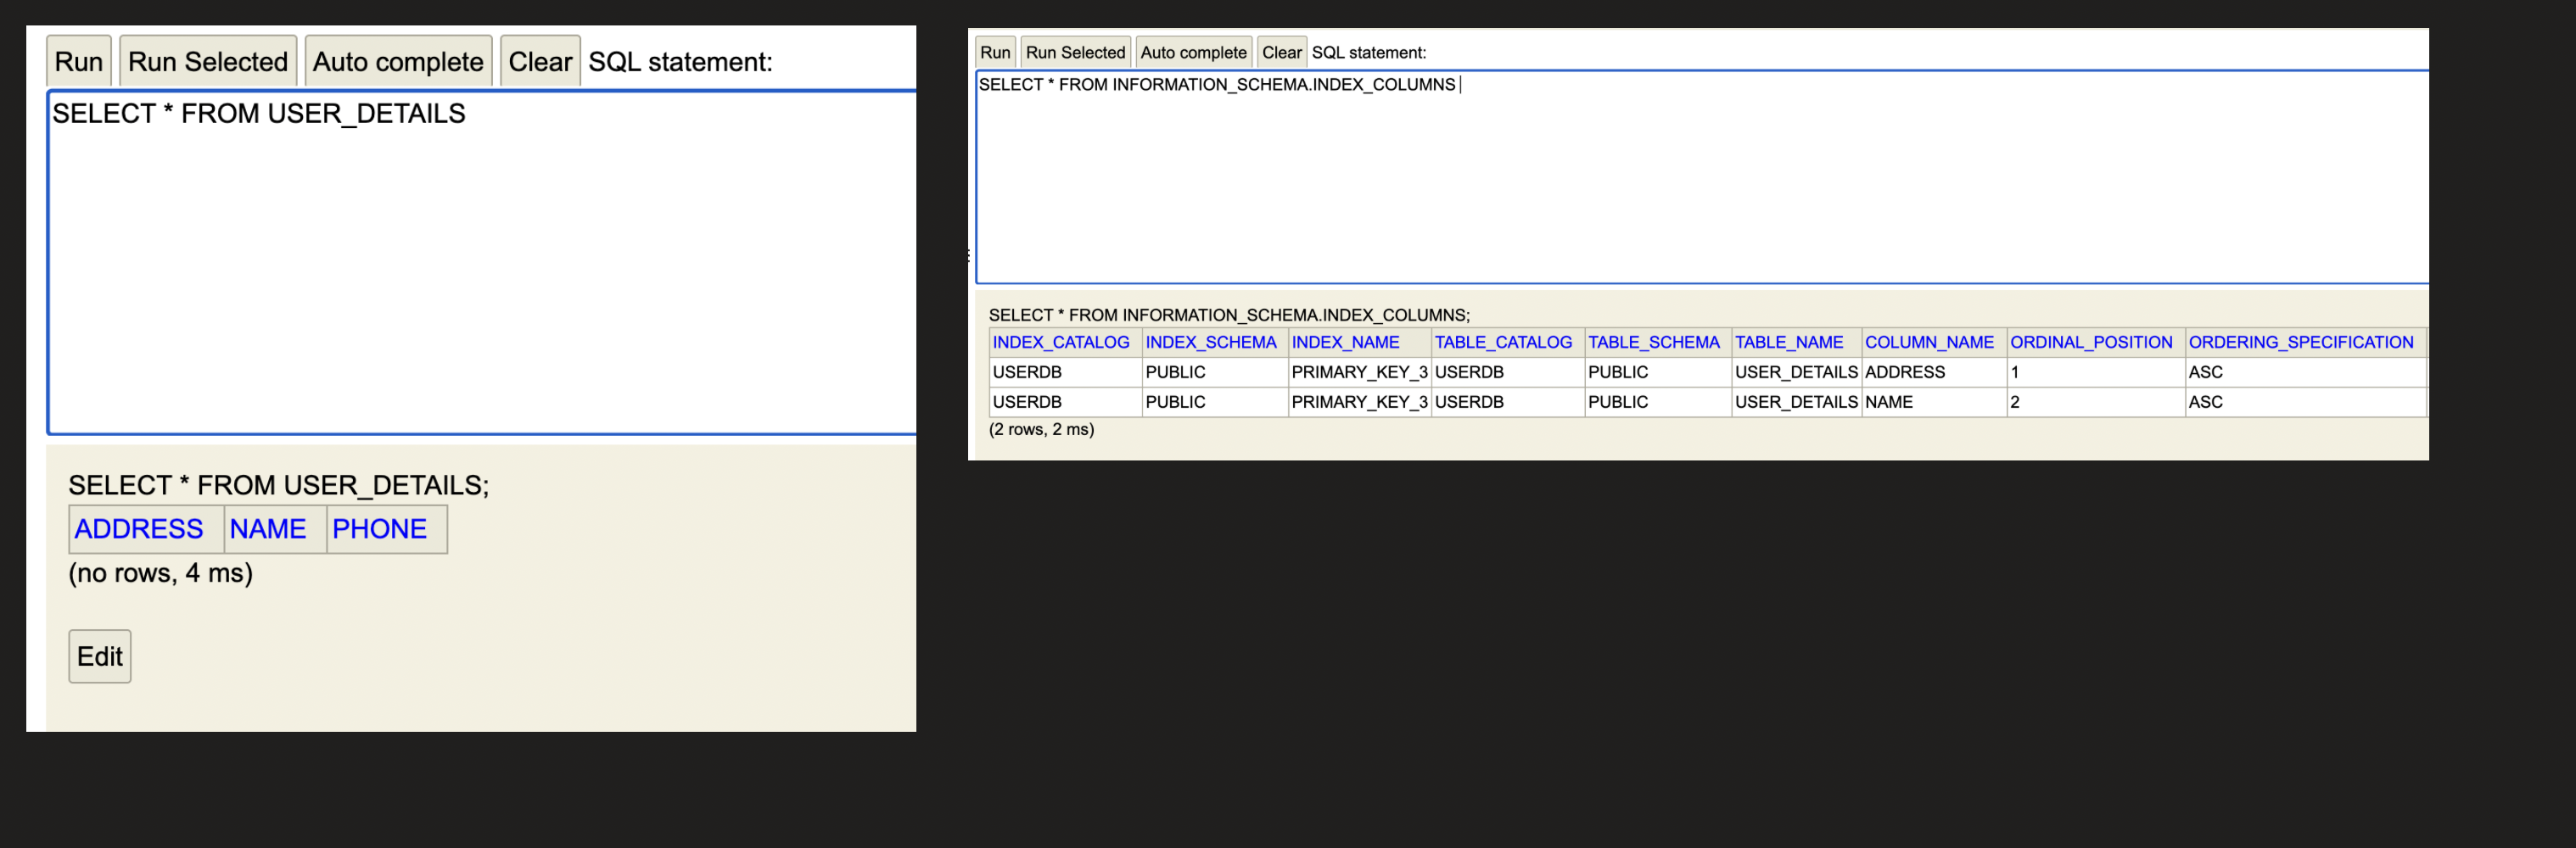 Run Run Selected Auto complete Clear SQL statement:
SELECT * FROM USER_DETAILS
SELECT * FROM USER_DETAILS;
ADDRESS NAME PHONE
(no rows, 4 ms)
Edit
Run Run Selected Auto complete Clear SQL statement:
SELECT * FROM INFORMATION_SCHEMA.INDEX_COLUMNS
SELECT * FROM INFORMATION_SCHEMA.INDEX_COLUMNS;
INDEX_CATALOG INDEX_SCHEMA INDEX_NAME TABLE_CATALOG TABLE_SCHEMA TABLE_NAME COLUMN_NAME ORDINAL_POSITION ORDERING_SPECIFICATION
USERDB PUBLIC PRIMARY_KEY_3 USERDB PUBLIC USER_DETAILS ADDRESS 1 ASC
USERDB PUBLIC PRIMARY_KEY_3 USERDB PUBLIC USER_DETAILS NAME 2 ASC
(2 rows, 2 ms)